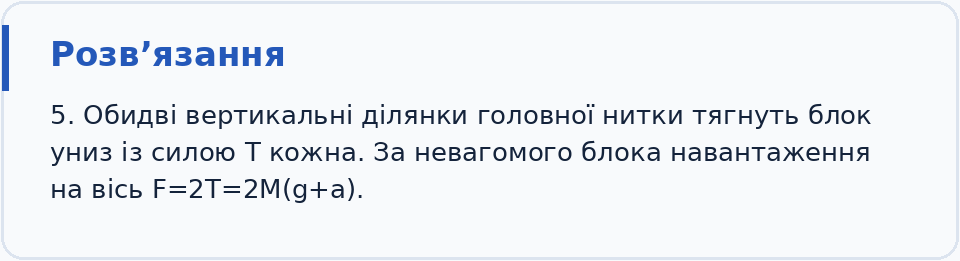 Розв’язання
5. Обидві вертикальні ділянки головної нитки тягнуть блок
униз із силою T кожна. За невагомого блока навантаження
на вісь F=2T=2M(g+a).